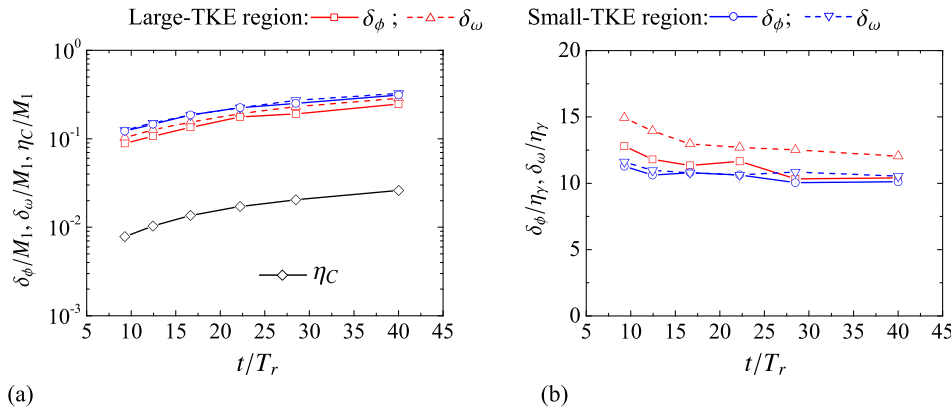 Large-TKE region: δ_ϕ ; δ_ω Small-TKE region: δ_ϕ; δ_ω
10^0
10^-1
10^-2
10^-3
δ_ϕ/M_1, δ_ω/M_1, η_C/M_1
η_C
5 10 15 20 25 30 35 40 45
t/T_r
(a)
20
15
10
5
0
δ_ϕ/η_γ, δ_ω/η_γ
5 10 15 20 25 30 35 40 45
t/T_r
(b)